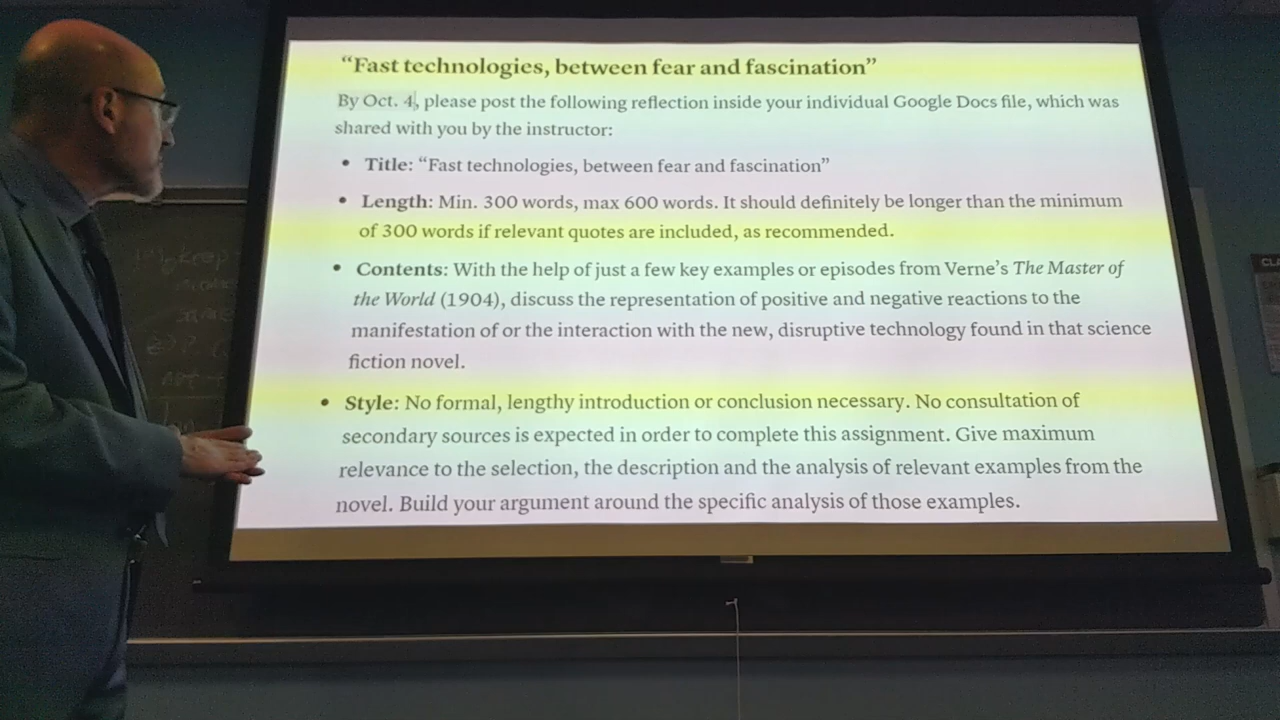 “Fast technologies, between fear and fascination”
By Oct. 4, please post the following reflection inside your individual Google Docs file, which was
shared with you by the instructor:
• Title: “Fast technologies, between fear and fascination”
• Length: Min. 300 words, max 600 words. It should definitely be longer than the minimum
of 300 words if relevant quotes are included, as recommended.
• Contents: With the help of just a few key examples or episodes from Verne’s The Master of
the World (1904), discuss the representation of positive and negative reactions to the
manifestation of or the interaction with the new, disruptive technology found in that science
fiction novel.
• Style: No formal, lengthy introduction or conclusion necessary. No consultation of
secondary sources is expected in order to complete this assignment. Give maximum
relevance to the selection, the description and the analysis of relevant examples from the
novel. Build your argument around the specific analysis of those examples.